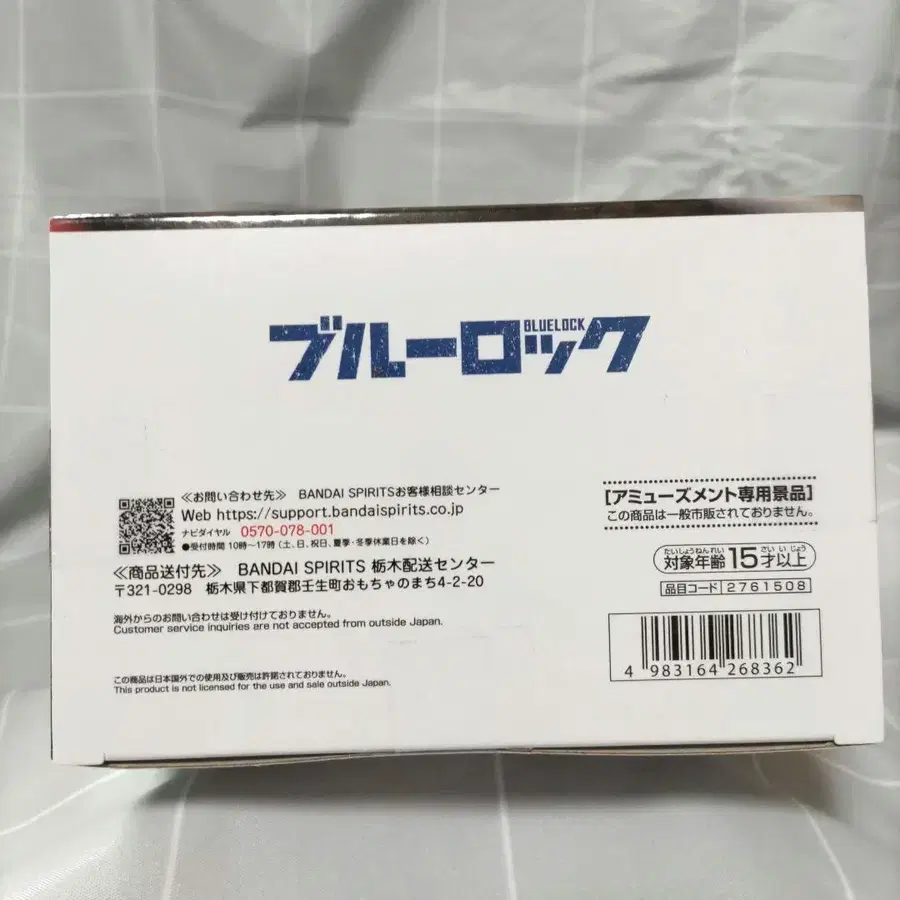 ブルーロック
BLUELOCK
≪お問い合わせ先≫ BANDAI SPIRITSお客様相談センター
Web https://support.bandaispirits.co.jp
ナビダイヤル 0570-078-001
●受付時間 10時〜17時(土、日、祝日、夏季・冬季休業日を除く)
≪商品送付先≫ BANDAI SPIRITS 栃木配送センター
〒321-0298 栃木県下都賀郡壬生町おもちゃのまち4-2-20
海外からのお問い合わせは受け付けておりません。
Customer service inquiries are not accepted from outside Japan.
この商品は日本国外での使用及び販売は許諾されておりません。
This product is not licensed for the use and sale outside Japan.
[アミューズメント専用景品]
この商品は一般市販されておりません。
たいしょうねんれい さい いじょう
対象年齢 15才以上
品目コード 2761508
4 983164 268362